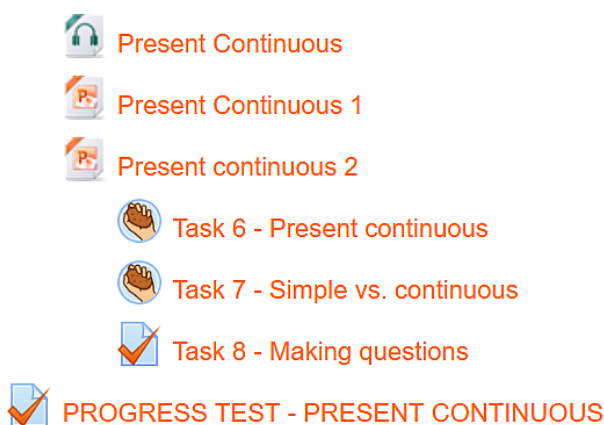 Present Continuous
Present Continuous 1
Present continuous 2
Task 6 - Present continuous
Task 7 - Simple vs. continuous
Task 8 - Making questions
PROGRESS TEST - PRESENT CONTINUOUS